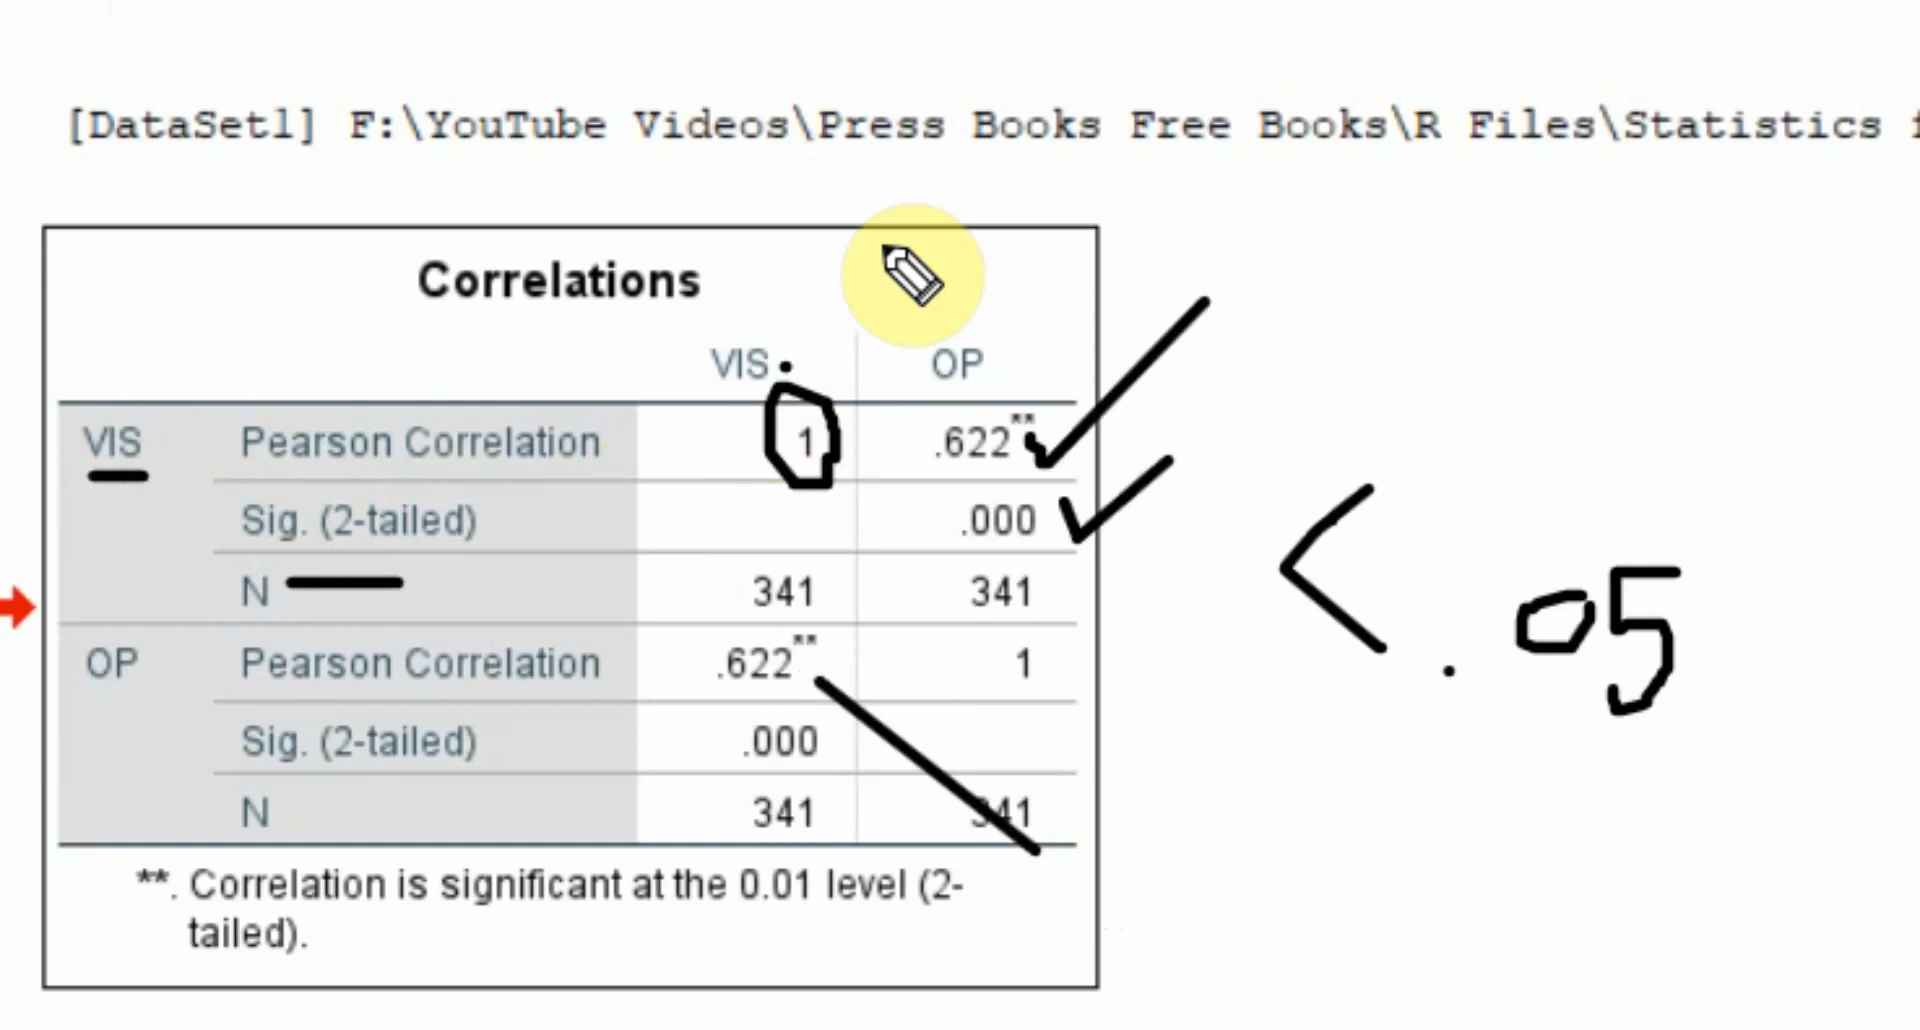 [DataSet1] F:\YouTube Videos\Press Books Free Books\R Files\Statistics f
Correlations
VIS OP
VIS Pearson Correlation 1 .622**
Sig. (2-tailed) .000
N 341 341
OP Pearson Correlation .622** 1
Sig. (2-tailed) .000
N 341 341
**. Correlation is significant at the 0.01 level (2-
tailed).
< .05